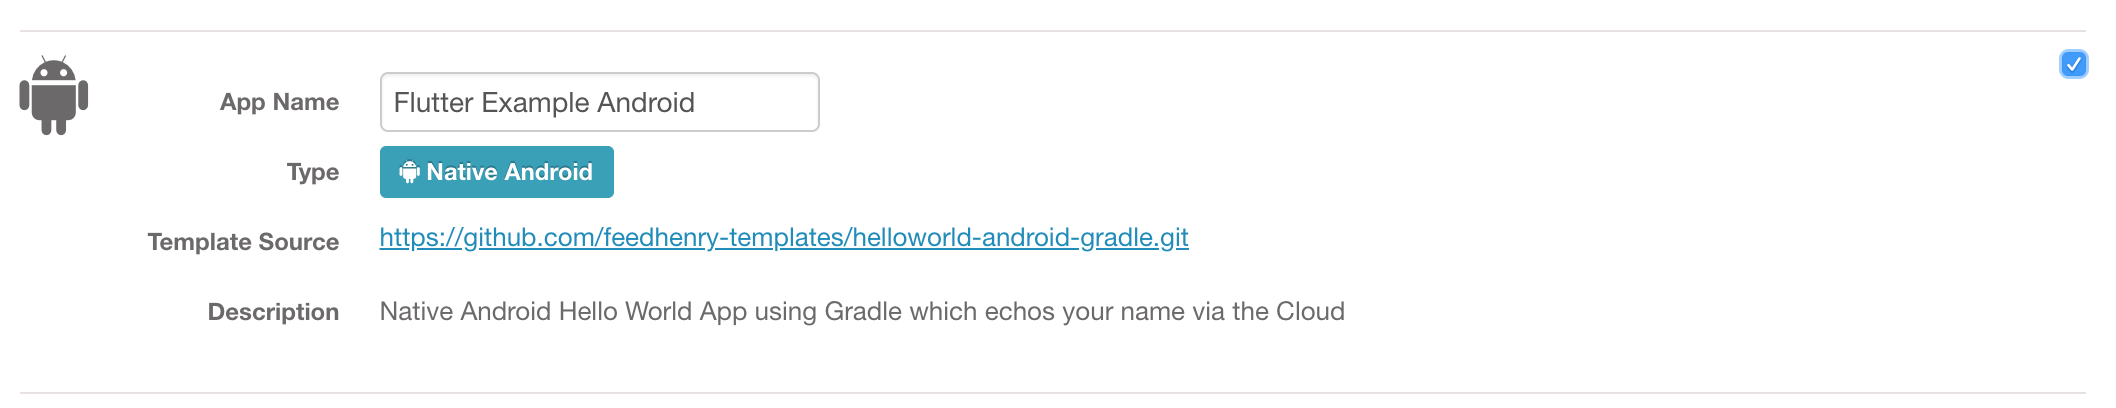 App Name Flutter Example Android
Type Native Android
Template Source https://github.com/feedhenry-templates/helloworld-android-gradle.git
Description Native Android Hello World App using Gradle which echos your name via the Cloud